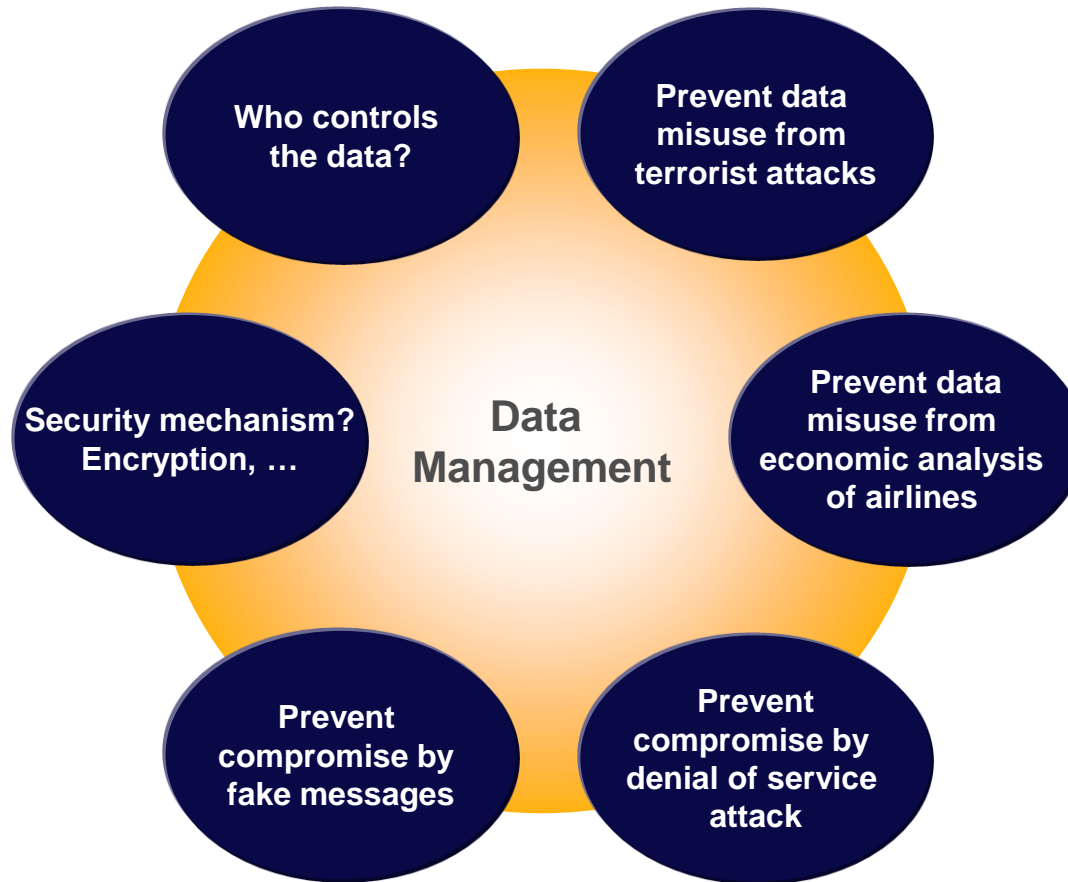 Who controls
the data?
Prevent data
misuse from
terrorist attacks
Security mechanism?
Encryption, …
Data
Management
Prevent data
misuse from
economic analysis
of airlines
Prevent
compromise by
fake messages
Prevent
compromise by
denial of service
attack